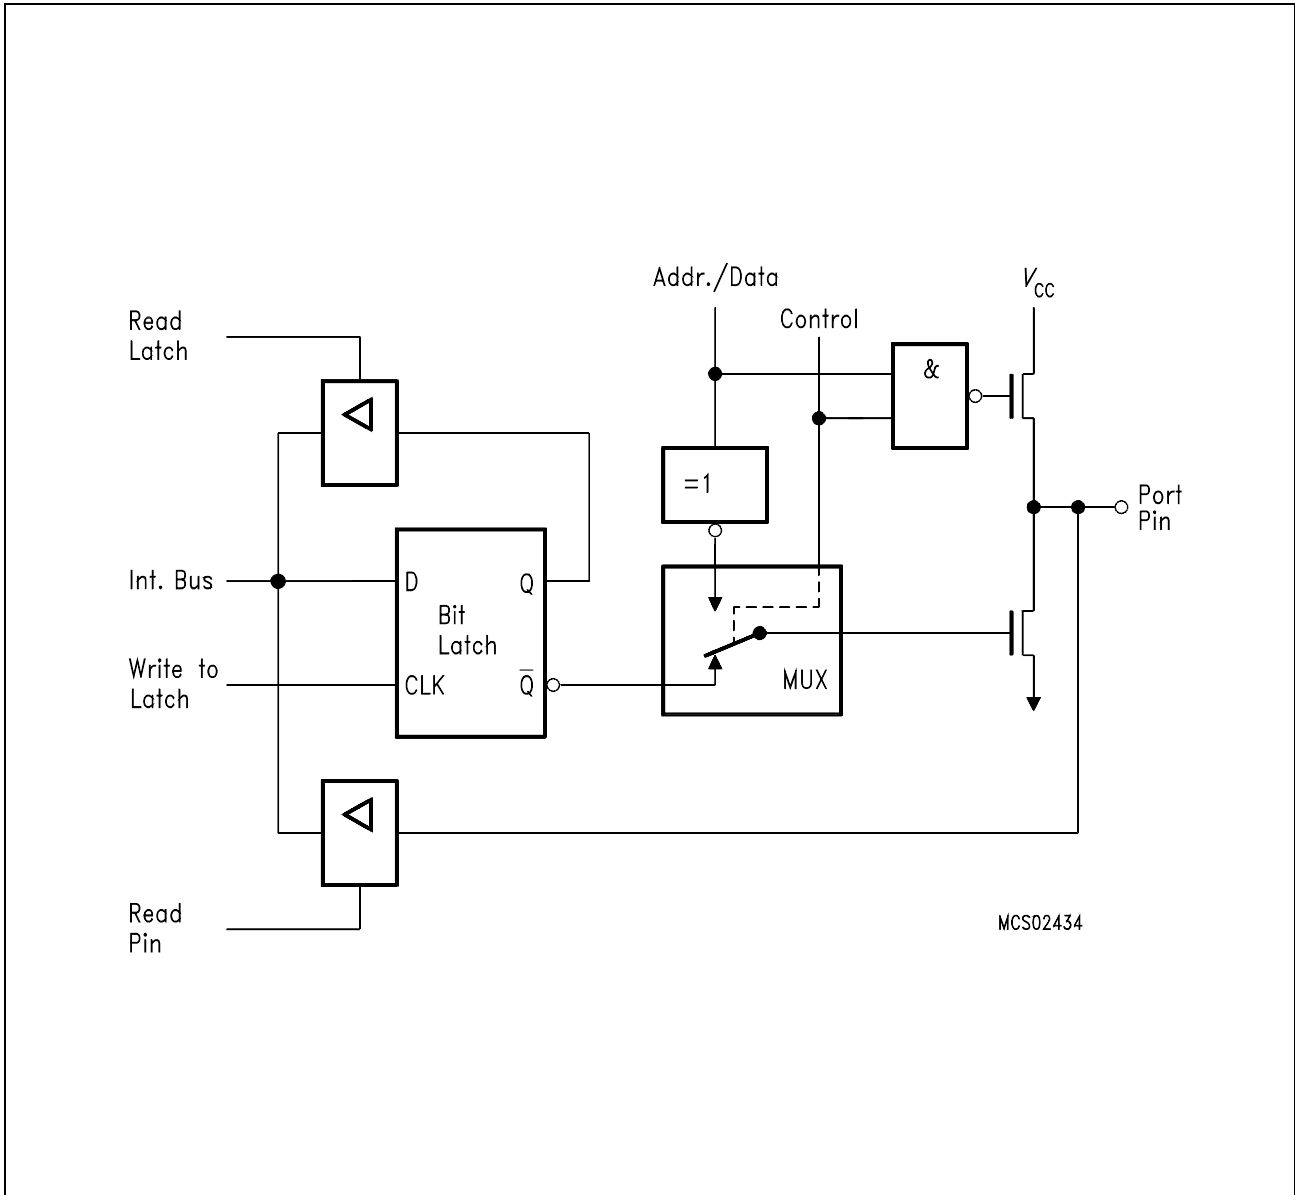 Addr./Data
V_CC
Control
Read
Latch
&
=1
Port
Pin
Int. Bus
D
Q
Bit
Latch
Write to
Latch
CLK
Q̅
MUX
Read
Pin
MCS02434